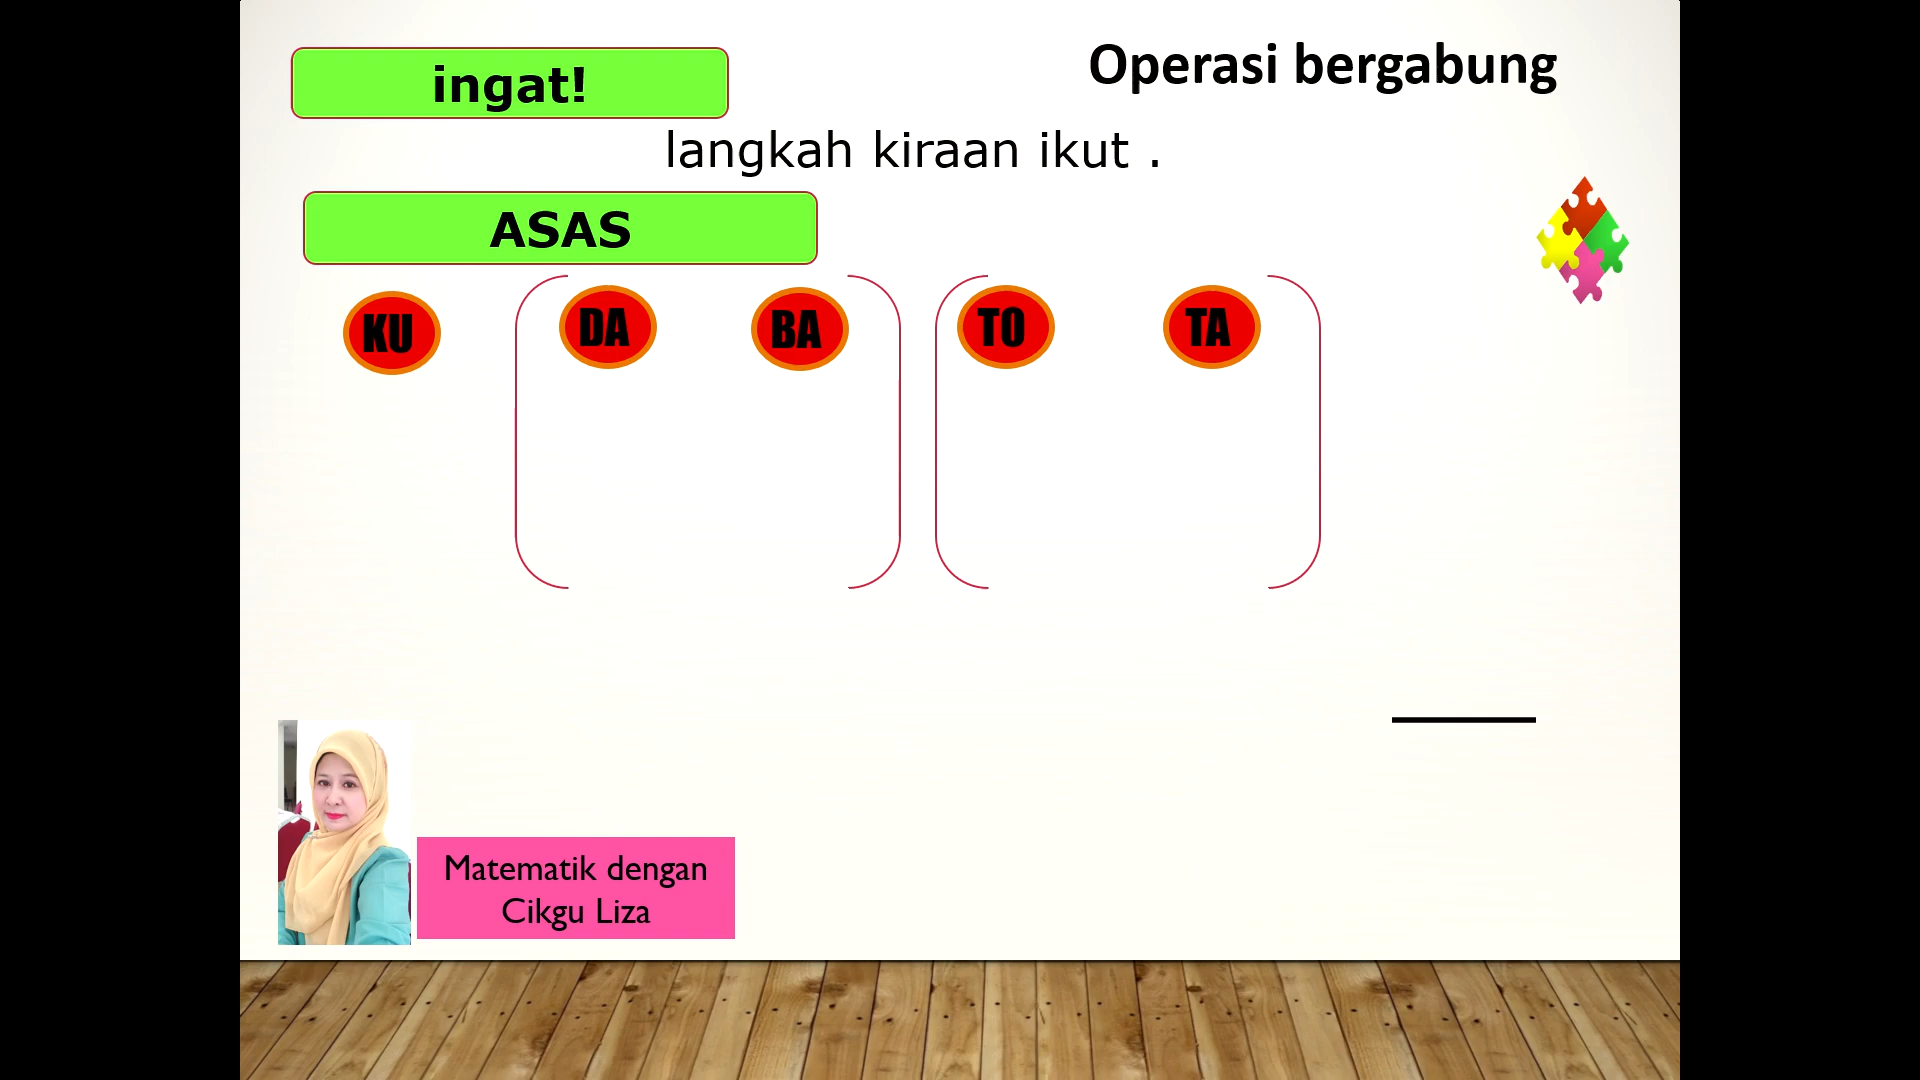 ingat!
Operasi bergabung
langkah kiraan ikut .
ASAS
KU DA BA TO TA
Matematik dengan
Cikgu Liza